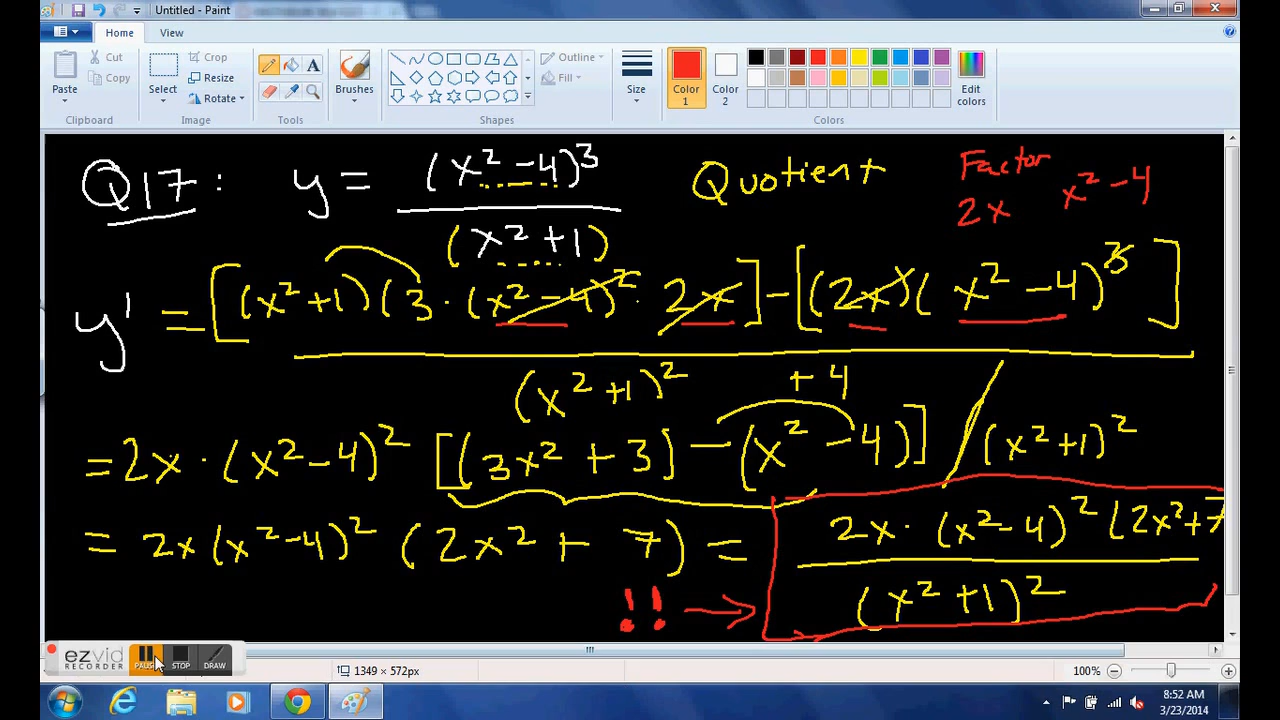 Untitled - Paint
Home View
Cut
Copy
Paste
Clipboard
Select
Crop
Resize
Rotate
Image
A
Tools
Brushes
Shapes
Outline
Fill
Size
Color 1
Color 2
Edit colors
Colors
Q17: y = (x² -4)³ / (x² +1)
Quotient
Factor
2x x² -4
y' = [(x²+1)(3·(x² -4)²· 2x] - [(2x)(x² -4)³] / (x² +1)²
+4
= 2x·(x²-4)² [(3x² + 3] - (x² -4)] / (x²+1)²
= 2x(x²-4)² (2x² + 7) = 2x·(x²-4)² (2x²+7 / (x² +1)²
!! →
ezvid
RECORDER
PAUSE
STOP
DRAW
1349 × 572px
100%
8:52 AM
3/23/2014